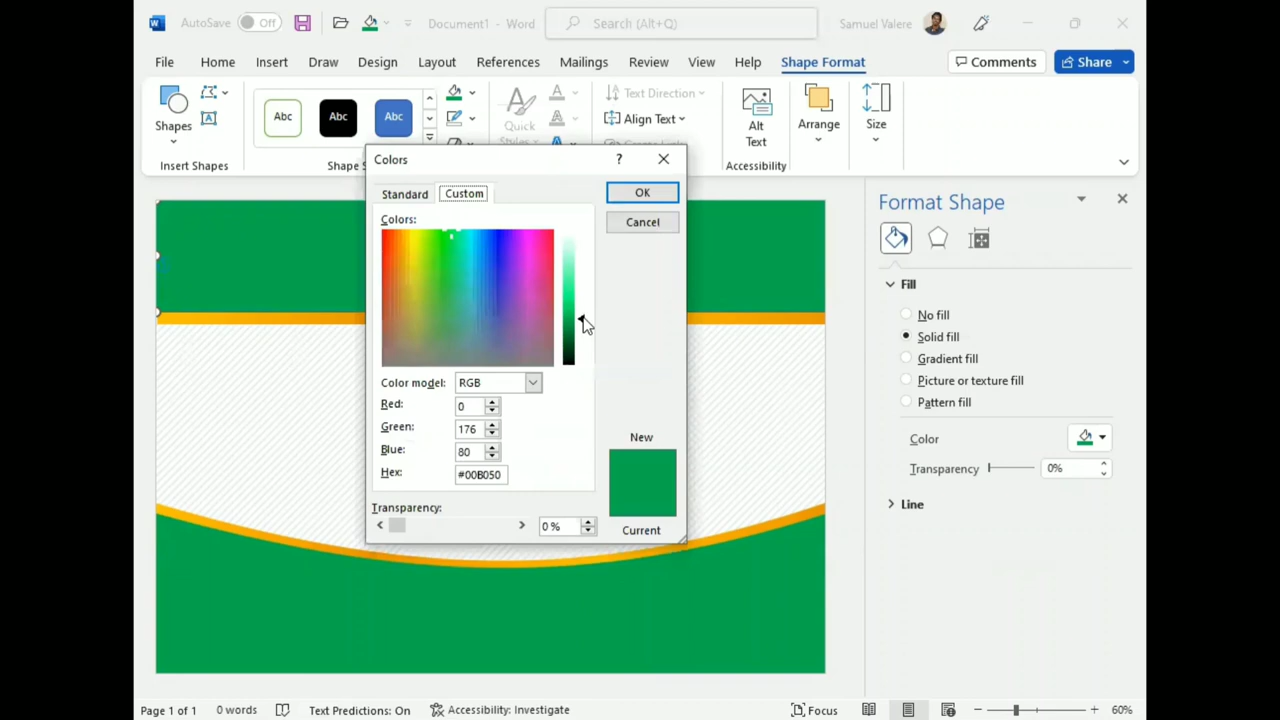 AutoSave Off Document1 - Word Search (Alt+Q) Samuel Valere
File Home Insert Draw Design Layout References Mailings Review View Help Shape Format Comments Share
Shapes
Abc Abc Abc
Quick
Text Direction
Align Text
Alt
Text
Arrange
Size
Insert Shapes
Accessibility
Colors ?
Standard Custom
OK
Cancel
Colors:
Color model: RGB
Red: 0
Green: 176
Blue: 80
Hex: #00B050
Transparency:
0 %
New
Current
Format Shape
Fill
No fill
Solid fill
Gradient fill
Picture or texture fill
Pattern fill
Color
Transparency 0%
Line
Page 1 of 1 0 words Text Predictions: On Accessibility: Investigate Focus 60%